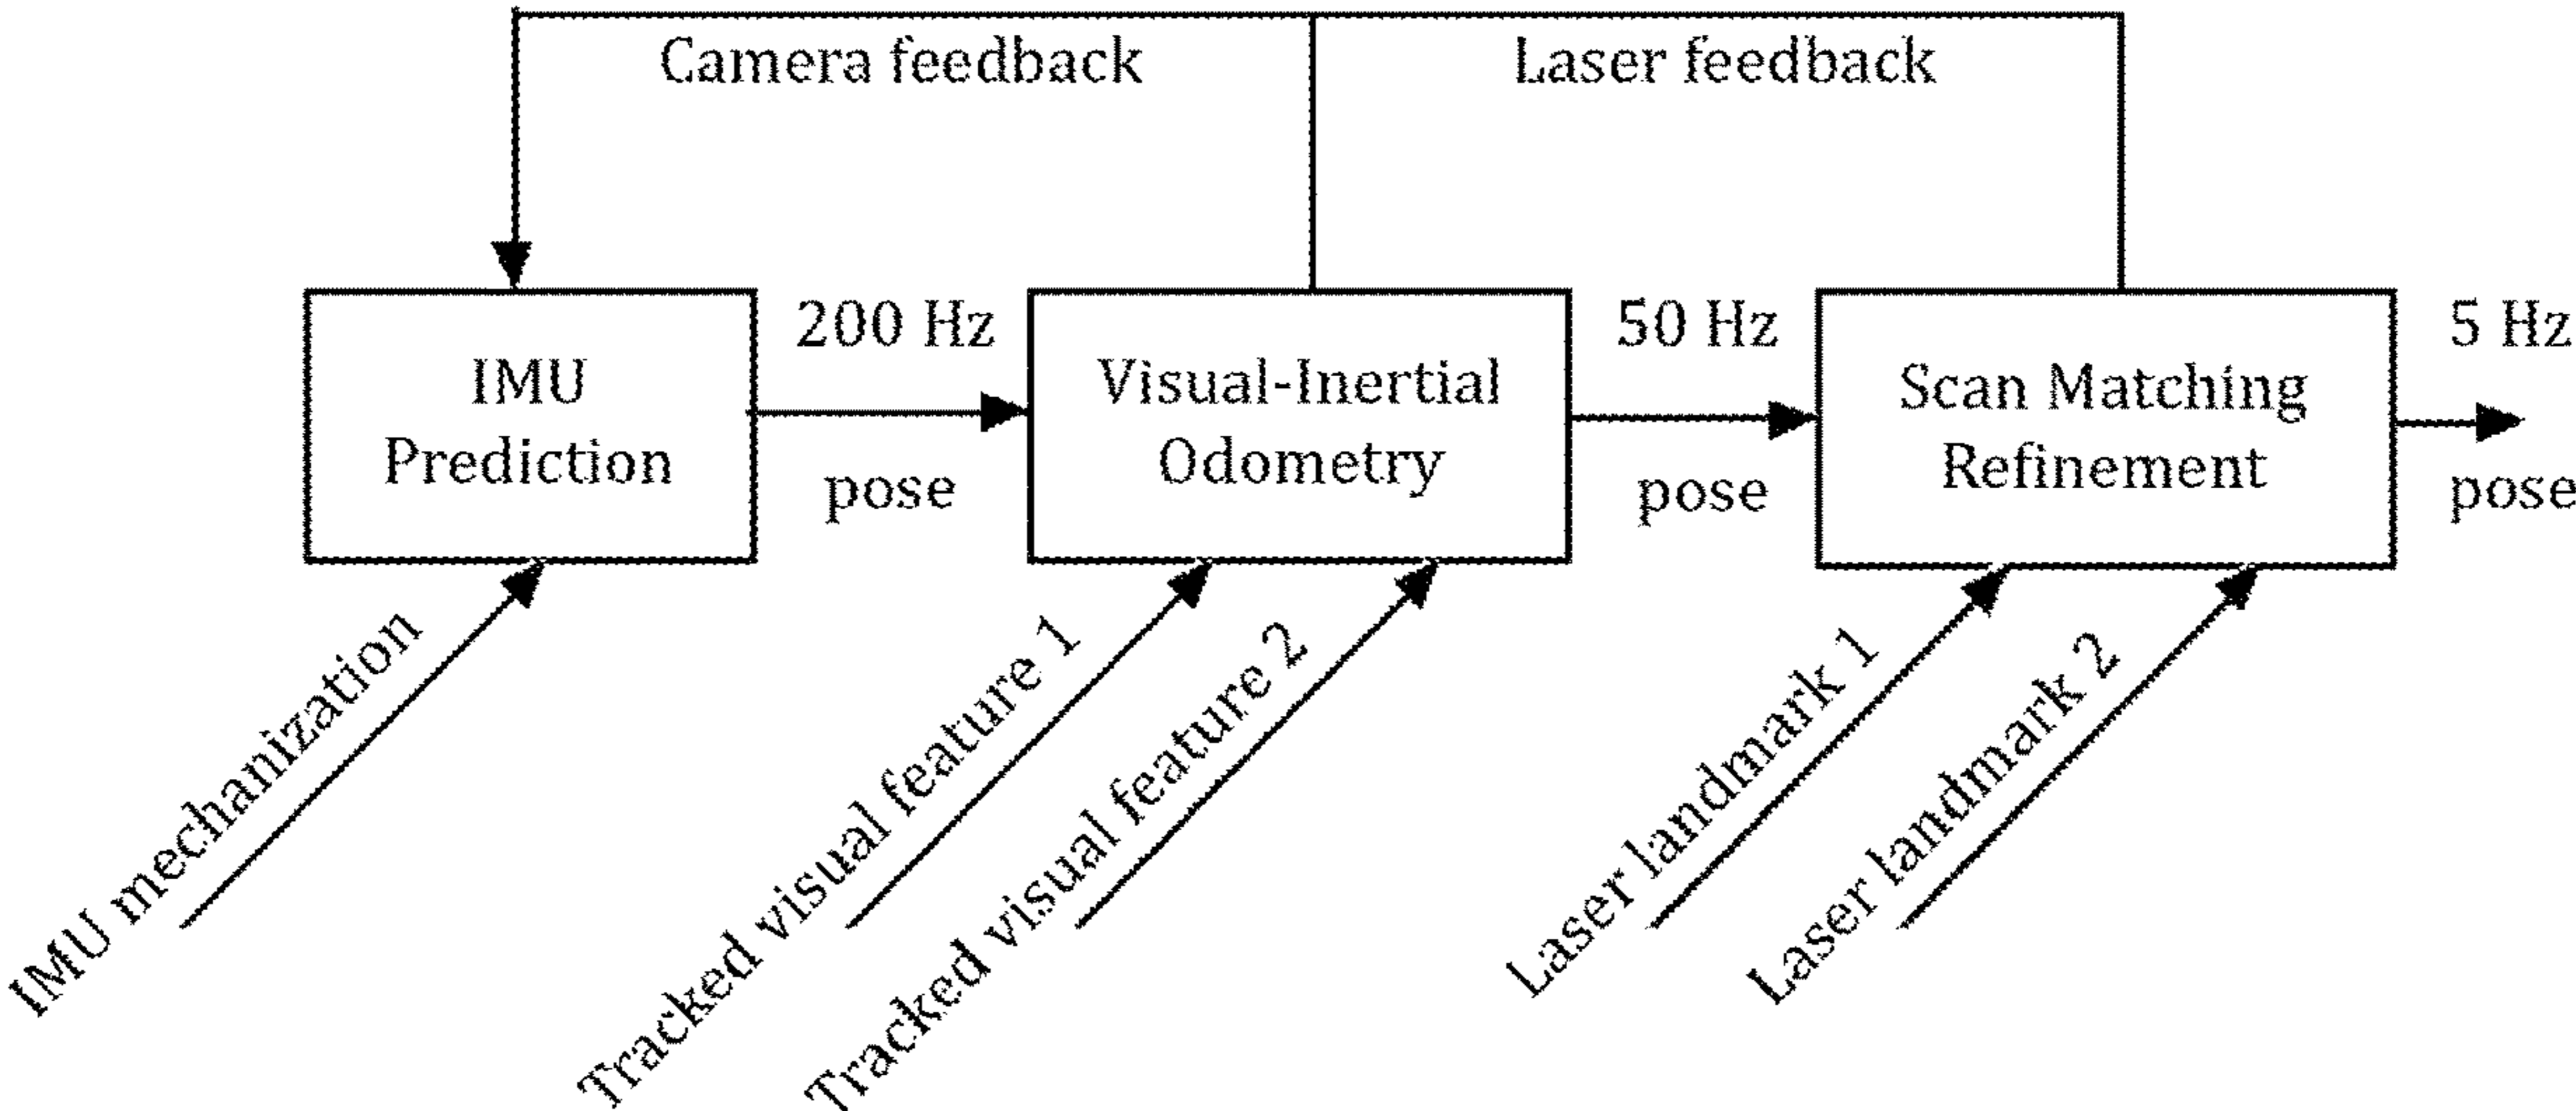 Camera feedback
Laser feedback
IMU
Prediction
200 Hz
pose
Visual-Inertial
Odometry
50 Hz
pose
Scan Matching
Refinement
5 Hz
pose
IMU mechanization
Tracked visual feature 1
Tracked visual feature 2
Laser landmark 1
Laser landmark 2